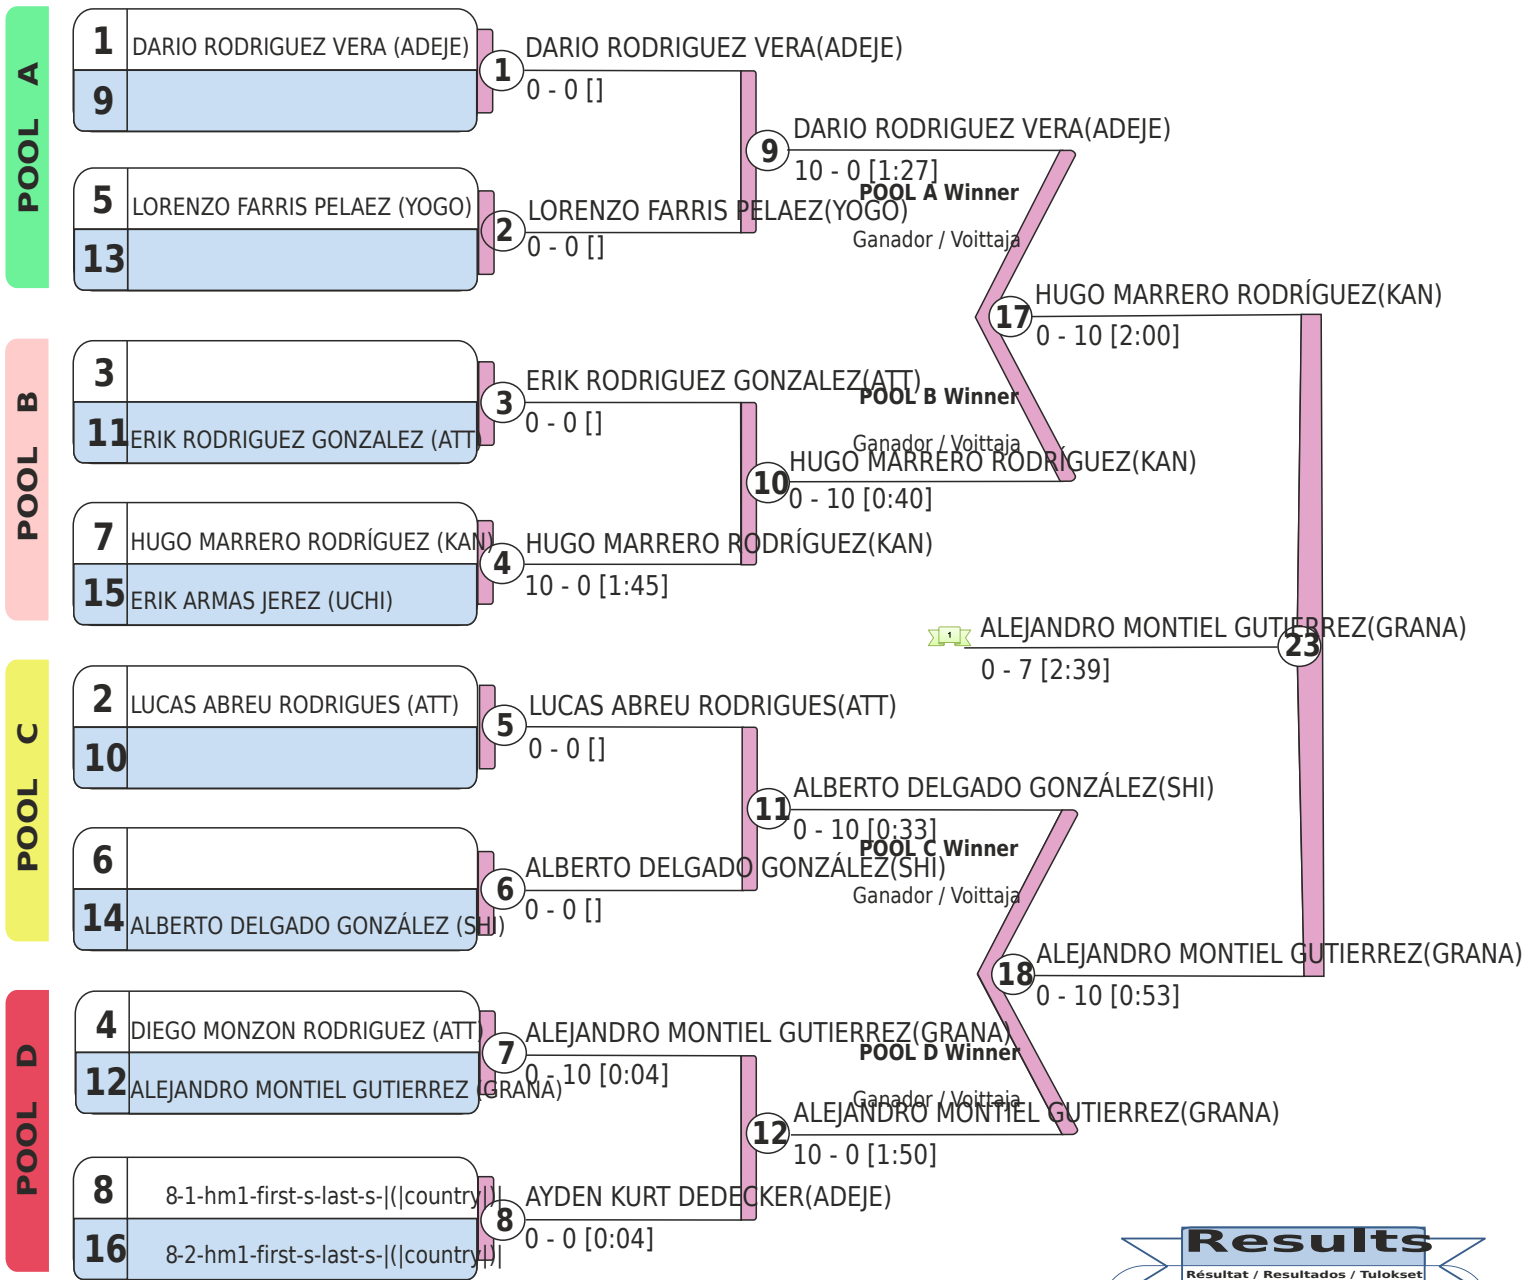 POOL A
1 DARIO RODRIGUEZ VERA (ADEJE)
9
1 DARIO RODRIGUEZ VERA(ADEJE)
0 - 0 []
5 LORENZO FARRIS PELAEZ (YOGO)
13
2 LORENZO FARRIS PELAEZ(YOGO)
0 - 0 []
9 DARIO RODRIGUEZ VERA(ADEJE)
10 - 0 [1:27]
POOL A Winner
Ganador / Voittaja
POOL B
3
11 ERIK RODRIGUEZ GONZALEZ (ATT)
3 ERIK RODRIGUEZ GONZALEZ(ATT)
0 - 0 []
7 HUGO MARRERO RODRÍGUEZ (KAN)
15 ERIK ARMAS JEREZ (UCHI)
4 HUGO MARRERO RODRÍGUEZ(KAN)
10 - 0 [1:45]
POOL B Winner
Ganador / Voittaja
10 HUGO MARRERO RODRÍGUEZ(KAN)
0 - 10 [0:40]
17 HUGO MARRERO RODRÍGUEZ(KAN)
0 - 10 [2:00]
1 ALEJANDRO MONTIEL GUTIERREZ(GRANA)
23
0 - 7 [2:39]
POOL C
2 LUCAS ABREU RODRIGUES (ATT)
10
5 LUCAS ABREU RODRIGUES(ATT)
0 - 0 []
6
14 ALBERTO DELGADO GONZÁLEZ (SHI)
6 ALBERTO DELGADO GONZÁLEZ(SHI)
0 - 0 []
11 ALBERTO DELGADO GONZÁLEZ(SHI)
0 - 10 [0:33]
POOL C Winner
Ganador / Voittaja
18 ALEJANDRO MONTIEL GUTIERREZ(GRANA)
0 - 10 [0:53]
POOL D
4 DIEGO MONZON RODRIGUEZ (ATT)
12 ALEJANDRO MONTIEL GUTIERREZ (GRANA)
7 ALEJANDRO MONTIEL GUTIERREZ(GRANA)
0 - 10 [0:04]
POOL D Winner
Ganador / Voittaja
12 ALEJANDRO MONTIEL GUTIERREZ(GRANA)
10 - 0 [1:50]
8 8-1-hm1-first-s-last-s-|(|country|)|
16 8-2-hm1-first-s-last-s-|(|country|)|
8 AYDEN KURT DEDECKER(ADEJE)
0 - 0 [0:04]
Results
Résultat / Resultados / Tulokset